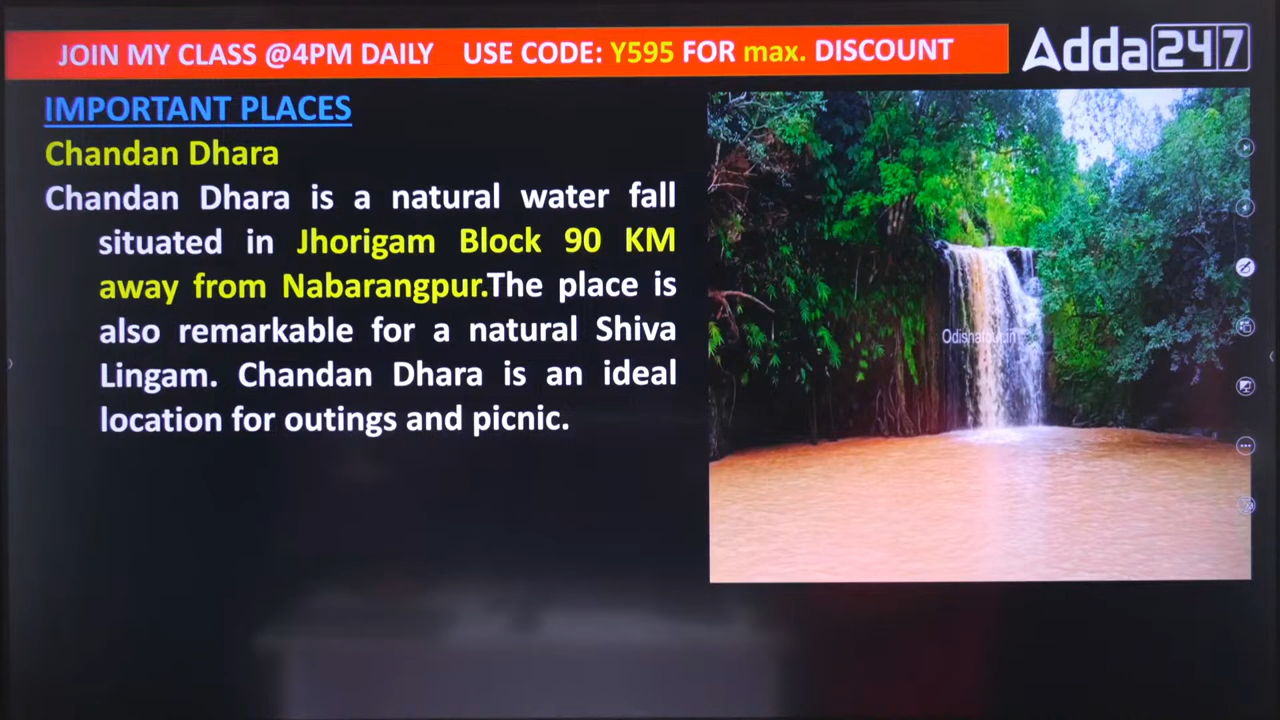 JOIN MY CLASS @4PM DAILY USE CODE: Y595 FOR max. DISCOUNT
Adda247
IMPORTANT PLACES
Chandan Dhara
Chandan Dhara is a natural water fall
situated in Jhorigam Block 90 KM
away from Nabarangpur.The place is
also remarkable for a natural Shiva
Lingam. Chandan Dhara is an ideal
location for outings and picnic.
Odishatour.in